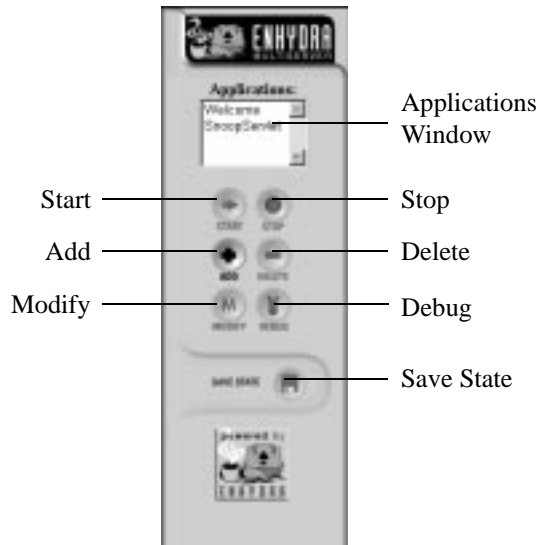 ENHYDRA
MULTISERVER
Applications:
Welcome
SnoopServlet
Applications
Window
Start
Stop
START
STOP
Add
Delete
ADD
DELETE
Modify
Debug
M
MODIFY
DEBUG
SAVE STATE
Save State
powered by
ENHYDRA